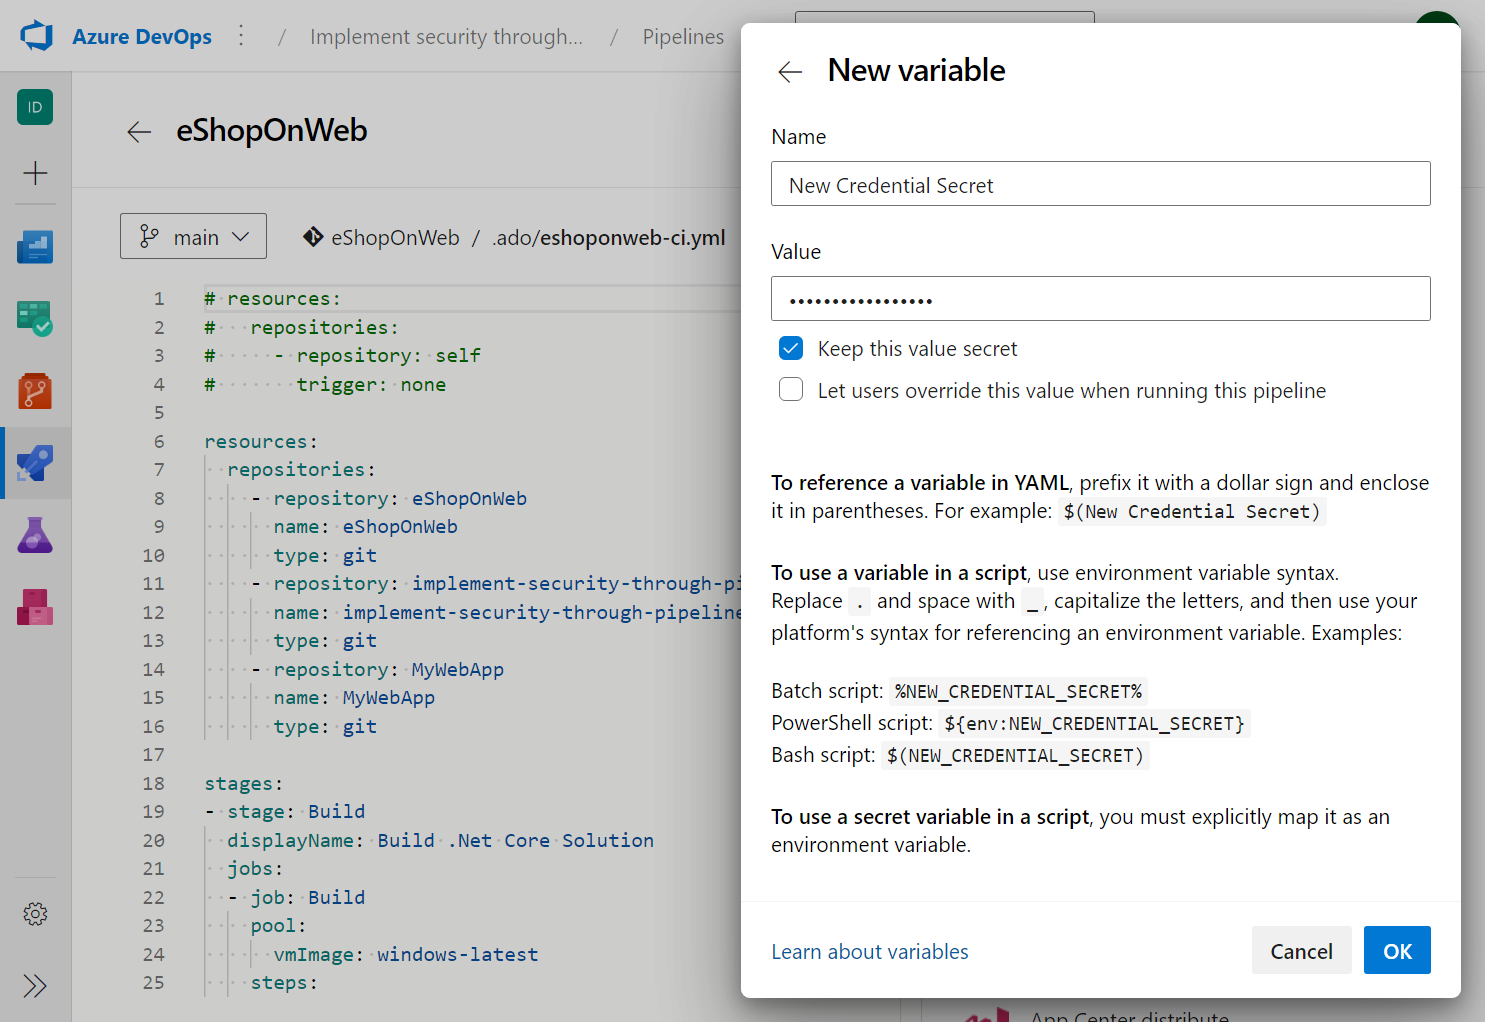 Azure DevOps / Implement security through... / Pipelines
ID
eShopOnWeb
main
eShopOnWeb / .ado/eshoponweb-ci.yml
1 # resources:
2 #   repositories:
3 #     - repository: self
4 #       trigger: none
5
6 resources:
7   repositories:
8     - repository: eShopOnWeb
9       name: eShopOnWeb
10       type: git
11     - repository: implement-security-through-pi
12       name: implement-security-through-pipeline
13       type: git
14     - repository: MyWebApp
15       name: MyWebApp
16       type: git
17
18 stages:
19 - stage: Build
20   displayName: Build .Net Core Solution
21   jobs:
22   - job: Build
23     pool:
24       vmImage: windows-latest
25     steps:
New variable
Name
New Credential Secret
Value
•••••••••••••••••
Keep this value secret
Let users override this value when running this pipeline
To reference a variable in YAML, prefix it with a dollar sign and enclose
it in parentheses. For example: $(New Credential Secret)
To use a variable in a script, use environment variable syntax.
Replace . and space with _, capitalize the letters, and then use your
platform's syntax for referencing an environment variable. Examples:
Batch script: %NEW_CREDENTIAL_SECRET%
PowerShell script: ${env:NEW_CREDENTIAL_SECRET}
Bash script: $(NEW_CREDENTIAL_SECRET)
To use a secret variable in a script, you must explicitly map it as an
environment variable.
Learn about variables
Cancel
OK
App Center distribute